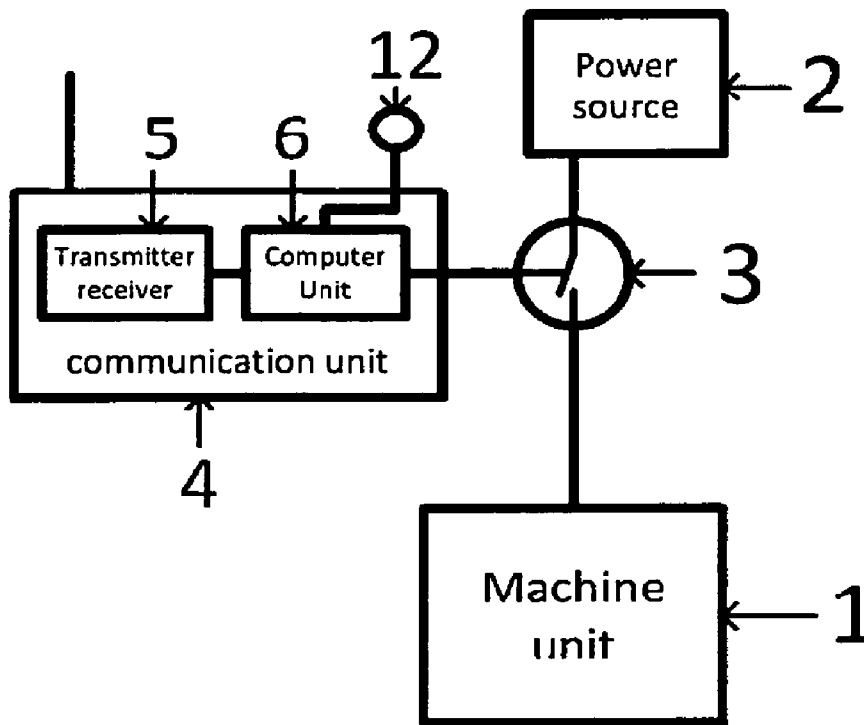 12
Power
source
2
5
6
Transmitter
receiver
Computer
Unit
3
communication unit
4
Machine
unit
1